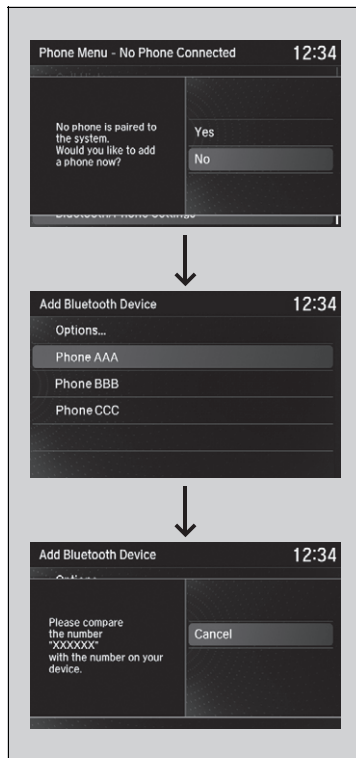 Phone Menu - No Phone Connected 12:34
No phone is paired to
the system.
Would you like to add
a phone now?
Yes
No
Add Bluetooth Device 12:34
Options...
Phone AAA
Phone BBB
Phone CCC
Add Bluetooth Device 12:34
Please compare
the number
"XXXXXX"
with the number on your
device.
Cancel